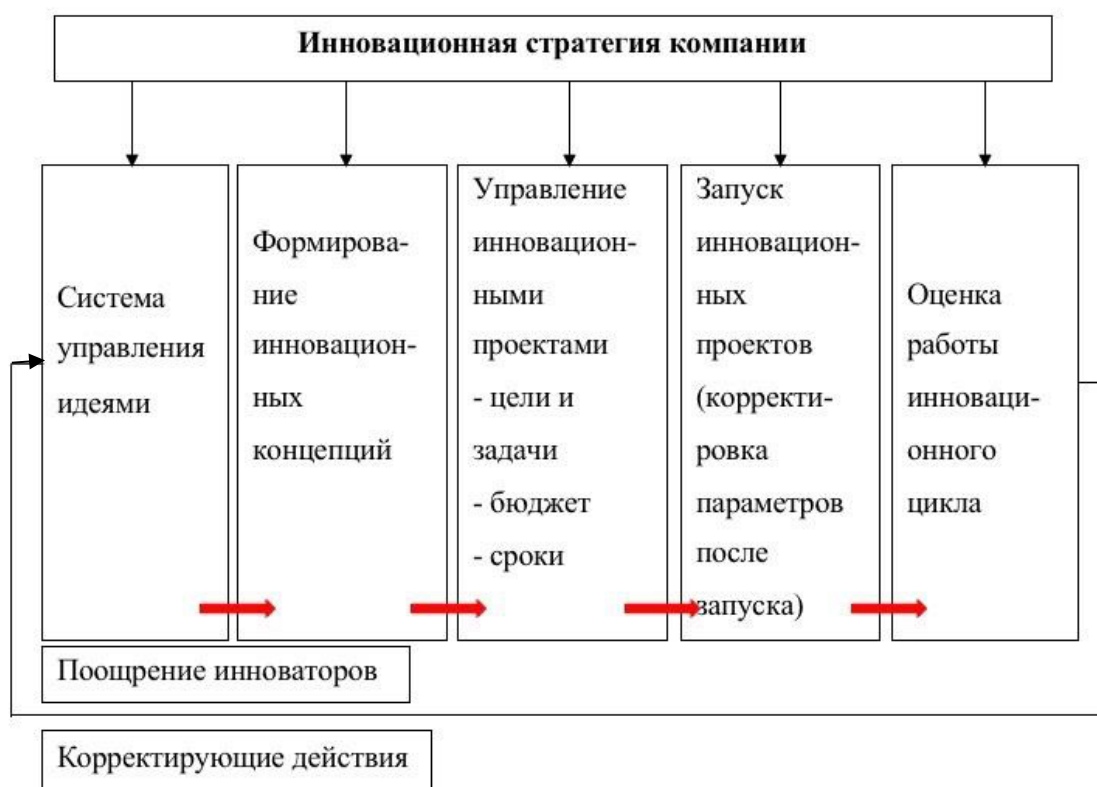 Инновационная стратегия компании
Система
управления
идеями
Формирова-
ние
инновацион-
ных
концепций
Управление
инновацион-
ными
проектами
- цели и
задачи
- бюджет
- сроки
Запуск
инновацион-
ных
проектов
(корректи-
ровка
параметров
после
запуска)
Оценка
работы
инноваци-
онного
цикла
Поощрение инноваторов
Корректирующие действия